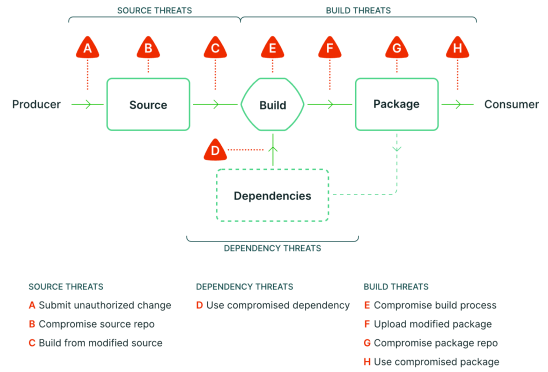 SOURCE THREATS
BUILD THREATS
A
B
C
E
F
G
H
Producer
Source
Build
Package
Consumer
D
Dependencies
DEPENDENCY THREATS
SOURCE THREATS
A Submit unauthorized change
B Compromise source repo
C Build from modified source
DEPENDENCY THREATS
D Use compromised dependency
BUILD THREATS
E Compromise build process
F Upload modified package
G Compromise package repo
H Use compromised package